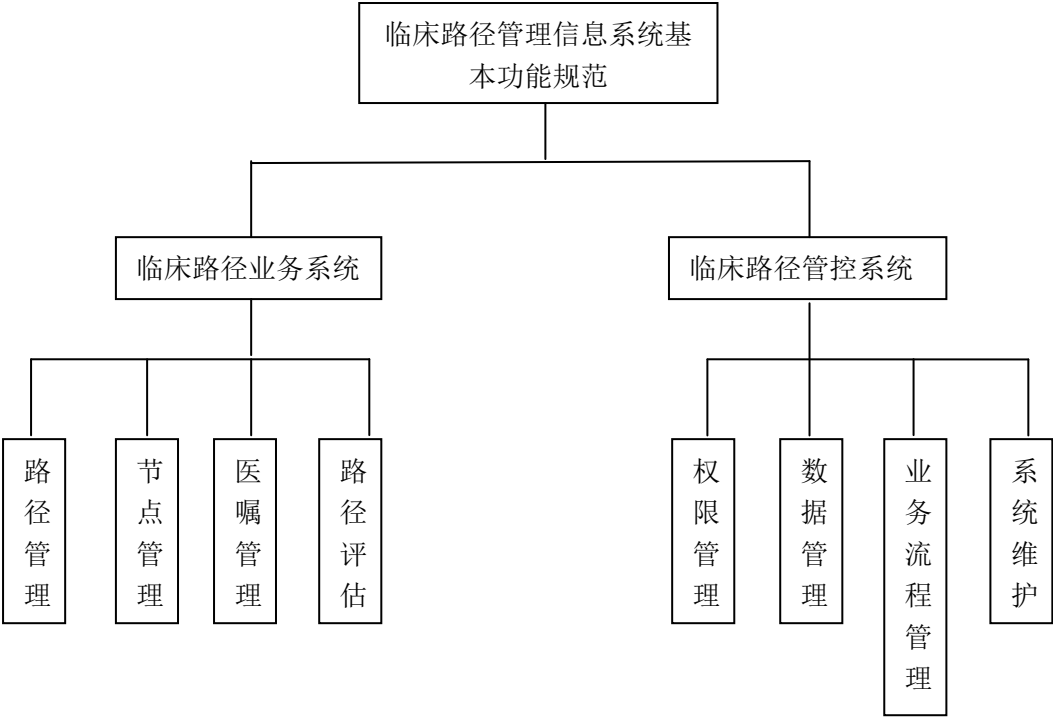 临床路径管理信息系统基
本功能规范
临床路径业务系统
临床路径管控系统
路径管理
节点管理
医嘱管理
路径评估
权限管理
数据管理
业务流程管理
系统维护